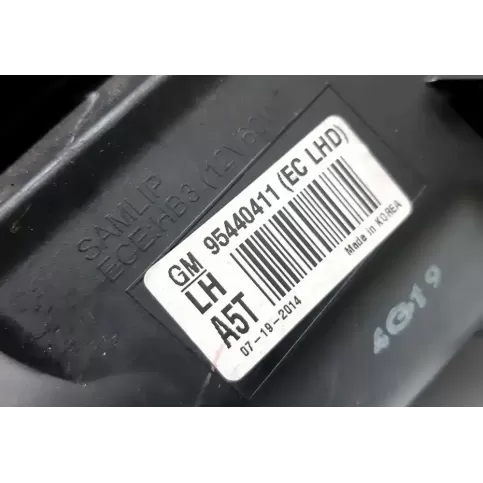 SAMLIP
ECE:HB3 (12V60W)
GM 95440411 (EC LHD)
LH
A5T
07-19-2014
Made in KOREA
4G19